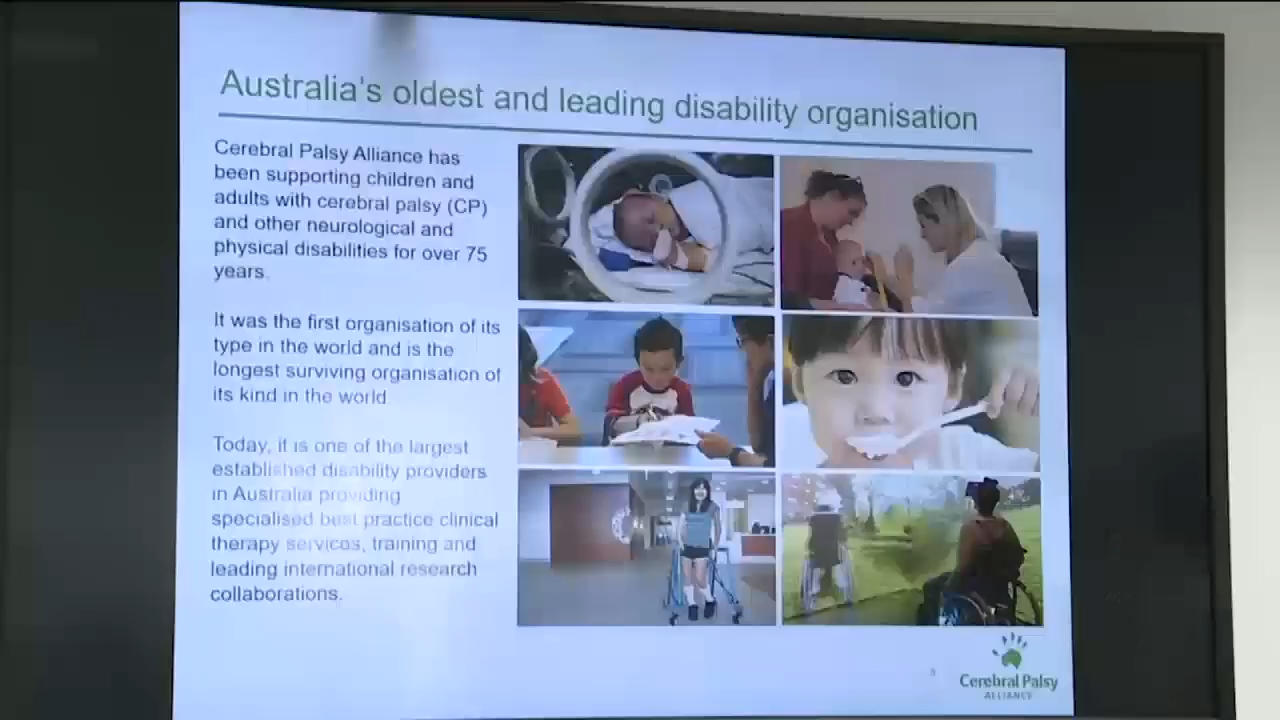 Australia's oldest and leading disability organisation
Cerebral Palsy Alliance has
been supporting children and
adults with cerebral palsy (CP)
and other neurological and
physical disabilities for over 75
years.
It was the first organisation of its
type in the world and is the
longest surviving organisation of
its kind in the world
Today, it is one of the largest
established disability providers
in Australia providing
specialised best practice clinical
therapy services, training and
leading international research
collaborations.
Cerebral Palsy
ALLIANCE